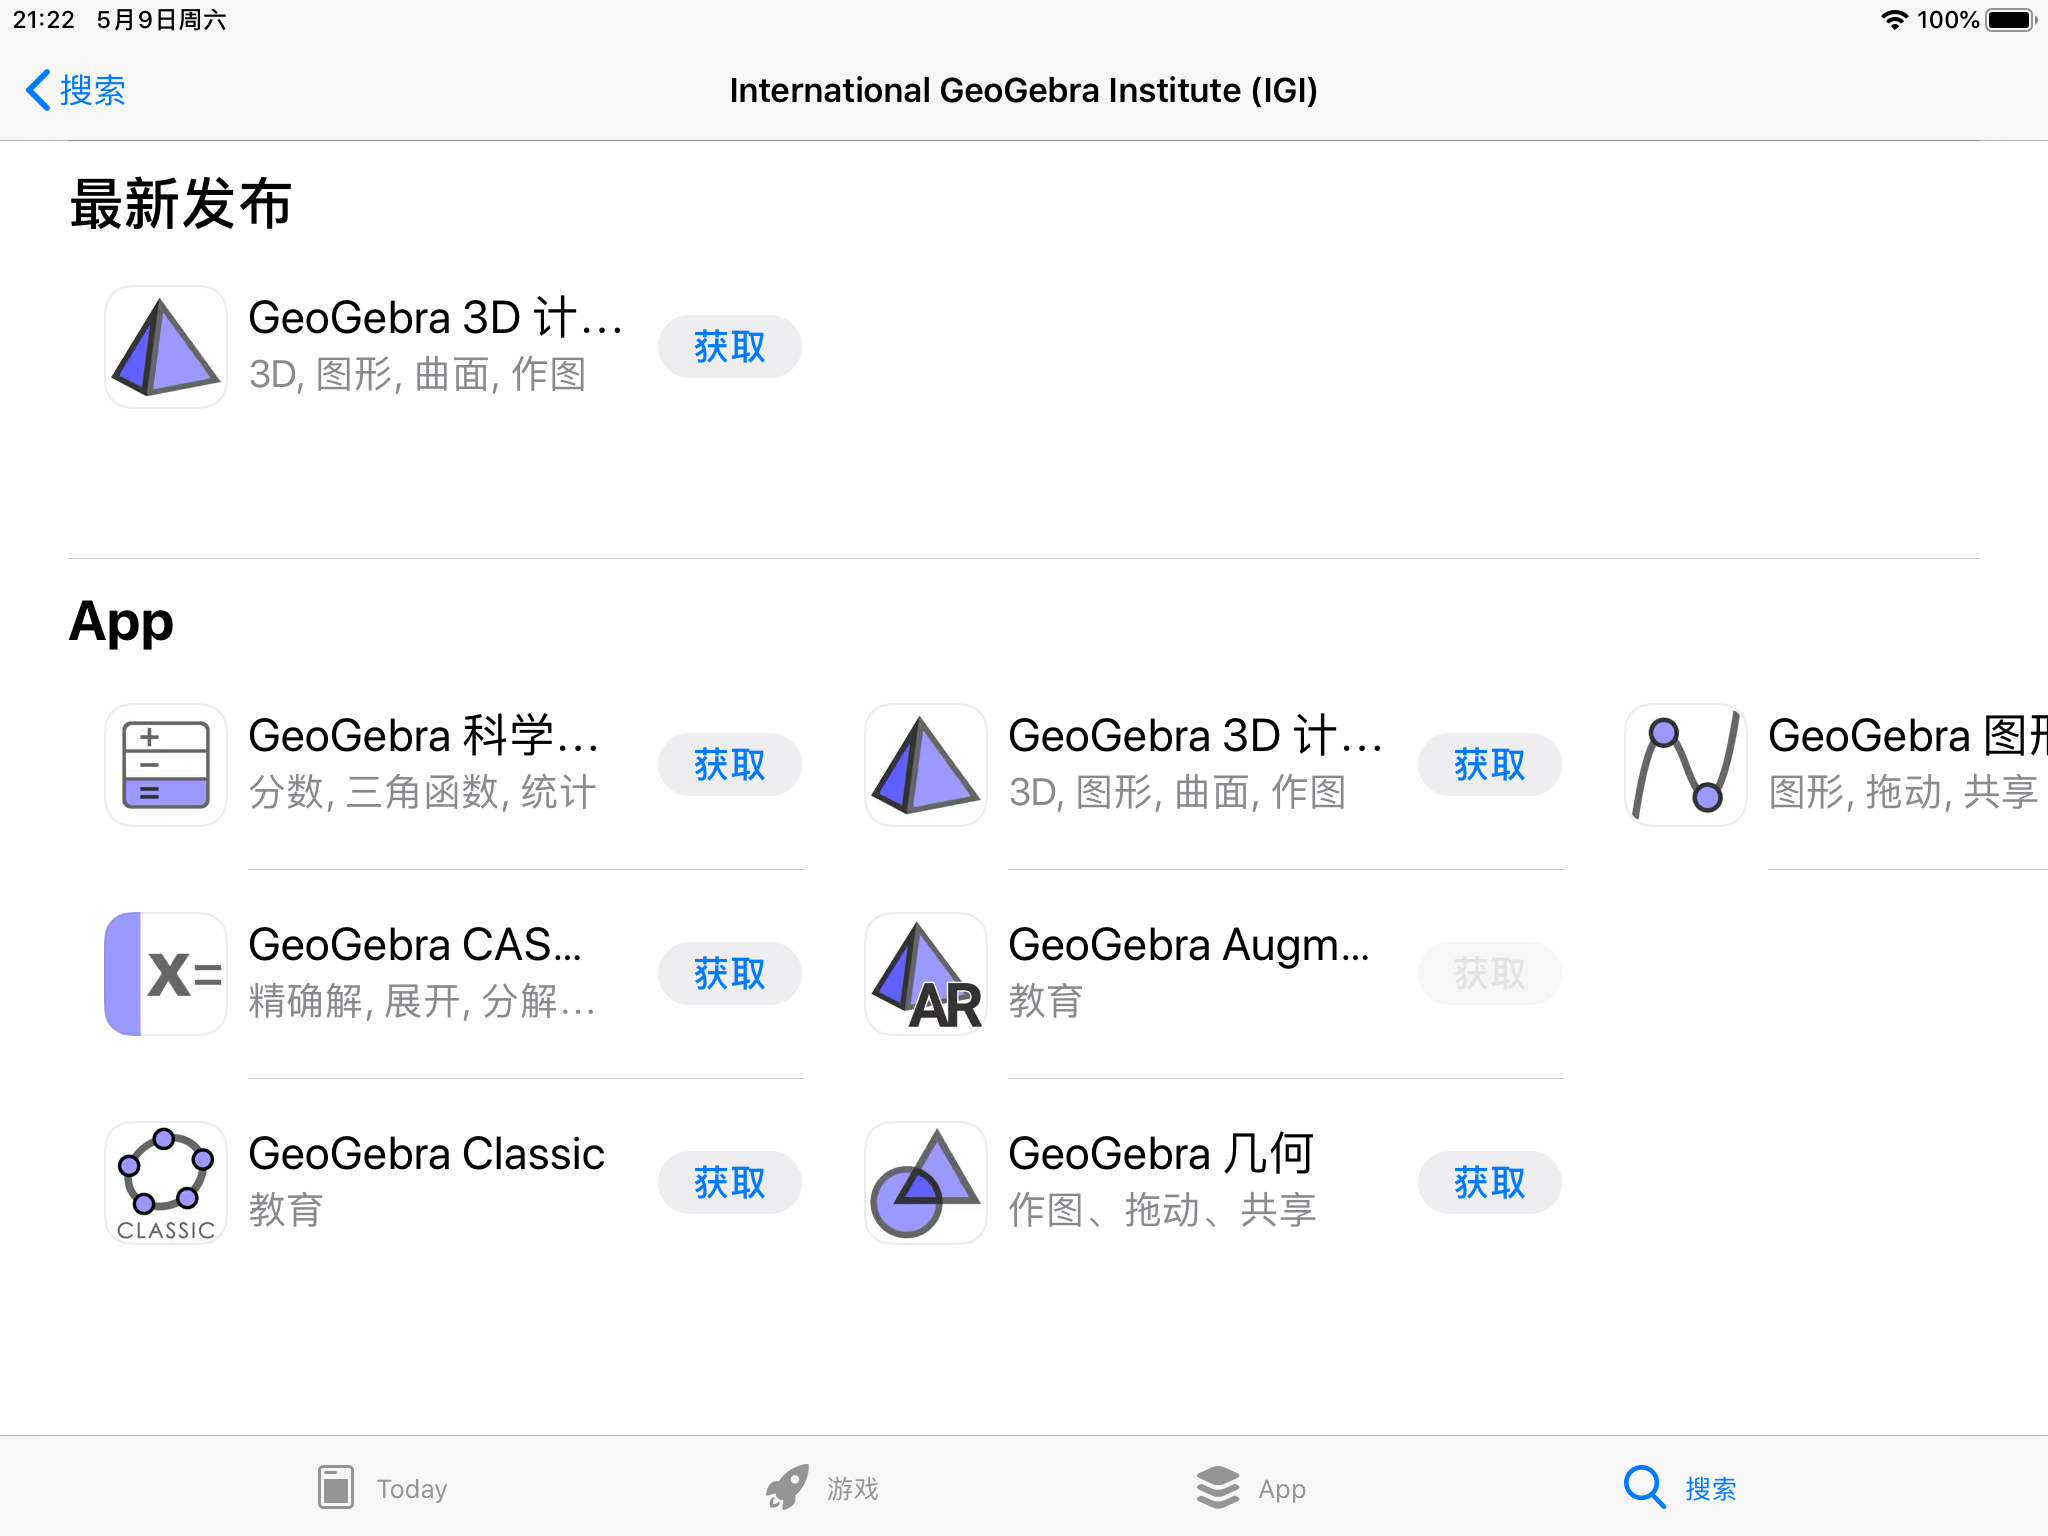 21:22 5月9日周六
100%
搜索
International GeoGebra Institute (IGI)
最新发布
GeoGebra 3D 计…
获取
3D, 图形, 曲面, 作图
App
GeoGebra 科学…
获取
分数, 三角函数, 统计
GeoGebra 3D 计…
获取
3D, 图形, 曲面, 作图
GeoGebra 图形
图形, 拖动, 共享
X=
GeoGebra CAS…
获取
精确解, 展开, 分解…
AR
GeoGebra Augm…
获取
教育
CLASSIC
GeoGebra Classic
获取
教育
GeoGebra 几何
获取
作图、拖动、共享
Today
游戏
App
搜索